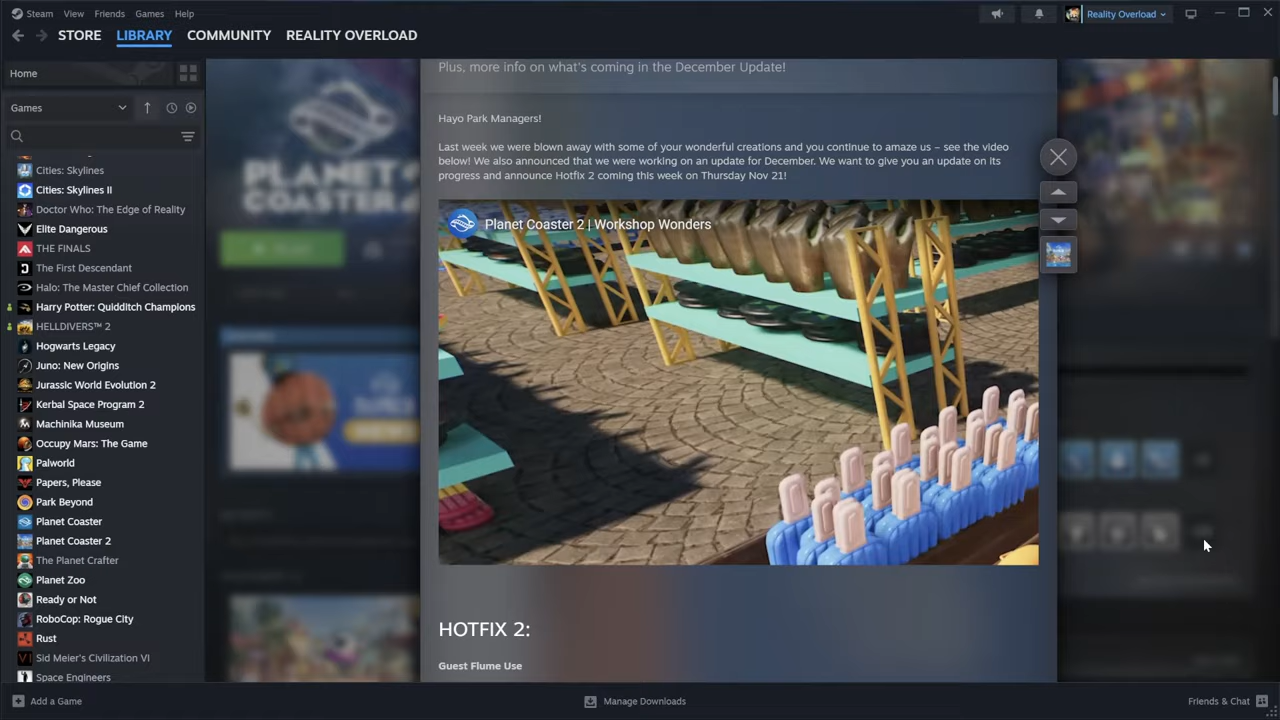 Steam View Friends Games Help
Reality Overload
STORE LIBRARY COMMUNITY REALITY OVERLOAD
Home
Games
Cities: Skylines
Cities: Skylines II
Doctor Who: The Edge of Reality
Elite Dangerous
THE FINALS
The First Descendant
Halo: The Master Chief Collection
Harry Potter: Quidditch Champions
HELLDIVERS™ 2
Hogwarts Legacy
Juno: New Origins
Jurassic World Evolution 2
Kerbal Space Program 2
Machinika Museum
Occupy Mars: The Game
Palworld
Papers, Please
Park Beyond
Planet Coaster
Planet Coaster 2
The Planet Crafter
Planet Zoo
Ready or Not
RoboCop: Rogue City
Rust
Sid Meier's Civilization VI
Space Engineers
PLANET
COASTER
Plus, more info on what's coming in the December Update!
Hayo Park Managers!
Last week we were blown away with some of your wonderful creations and you continue to amaze us – see the video
below! We also announced that we were working on an update for December. We want to give you an update on its
progress and announce Hotfix 2 coming this week on Thursday Nov 21!
Planet Coaster 2 | Workshop Wonders
HOTFIX 2:
Guest Flume Use
Add a Game
Manage Downloads
Friends & Chat